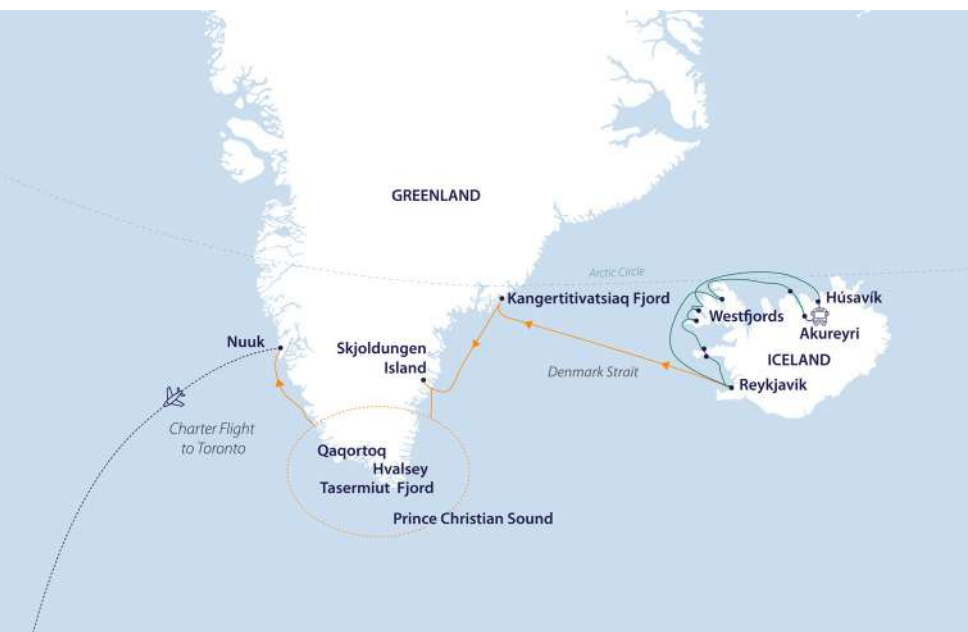 GREENLAND
Arctic Circle
Kangertitivatsiaq Fjord
Húsavík
Westfjords
Akureyri
Nuuk
Skjoldungen
Island
ICELAND
Denmark Strait
Reykjavik
Charter Flight
to Toronto
Qaqortoq
Hvalsey
Tasermiut Fjord
Prince Christian Sound